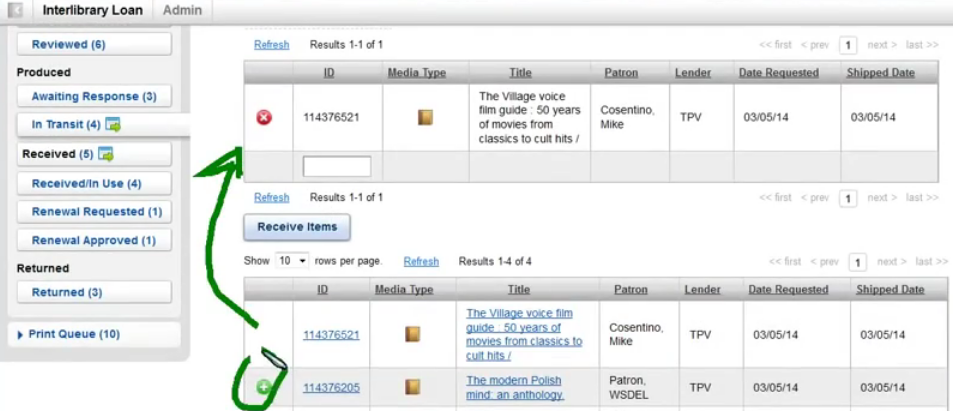 Interlibrary Loan Admin
Reviewed (6)
Produced
Awaiting Response (3)
In Transit (4)
Received (5)
Received/In Use (4)
Renewal Requested (1)
Renewal Approved (1)
Returned
Returned (3)
Print Queue (10)
Refresh Results 1-1 of 1 << first < prev 1 next > last >>
ID Media Type Title Patron Lender Date Requested Shipped Date
114376521 The Village voice film guide : 50 years of movies from classics to cult hits / Cosentino, Mike TPV 03/05/14 03/05/14
Refresh Results 1-1 of 1 << first < prev 1 next > last >>
Receive Items
Show 10 rows per page. Refresh Results 1-4 of 4 << first < prev 1 next > last >>
ID Media Type Title Patron Lender Date Requested Shipped Date
114376521 The Village voice film guide : 50 years of movies from classics to cult hits / Cosentino, Mike TPV 03/05/14 03/05/14
114376205 The modern Polish mind: an anthology. Patron, WSDEL TPV 03/05/14 03/05/14